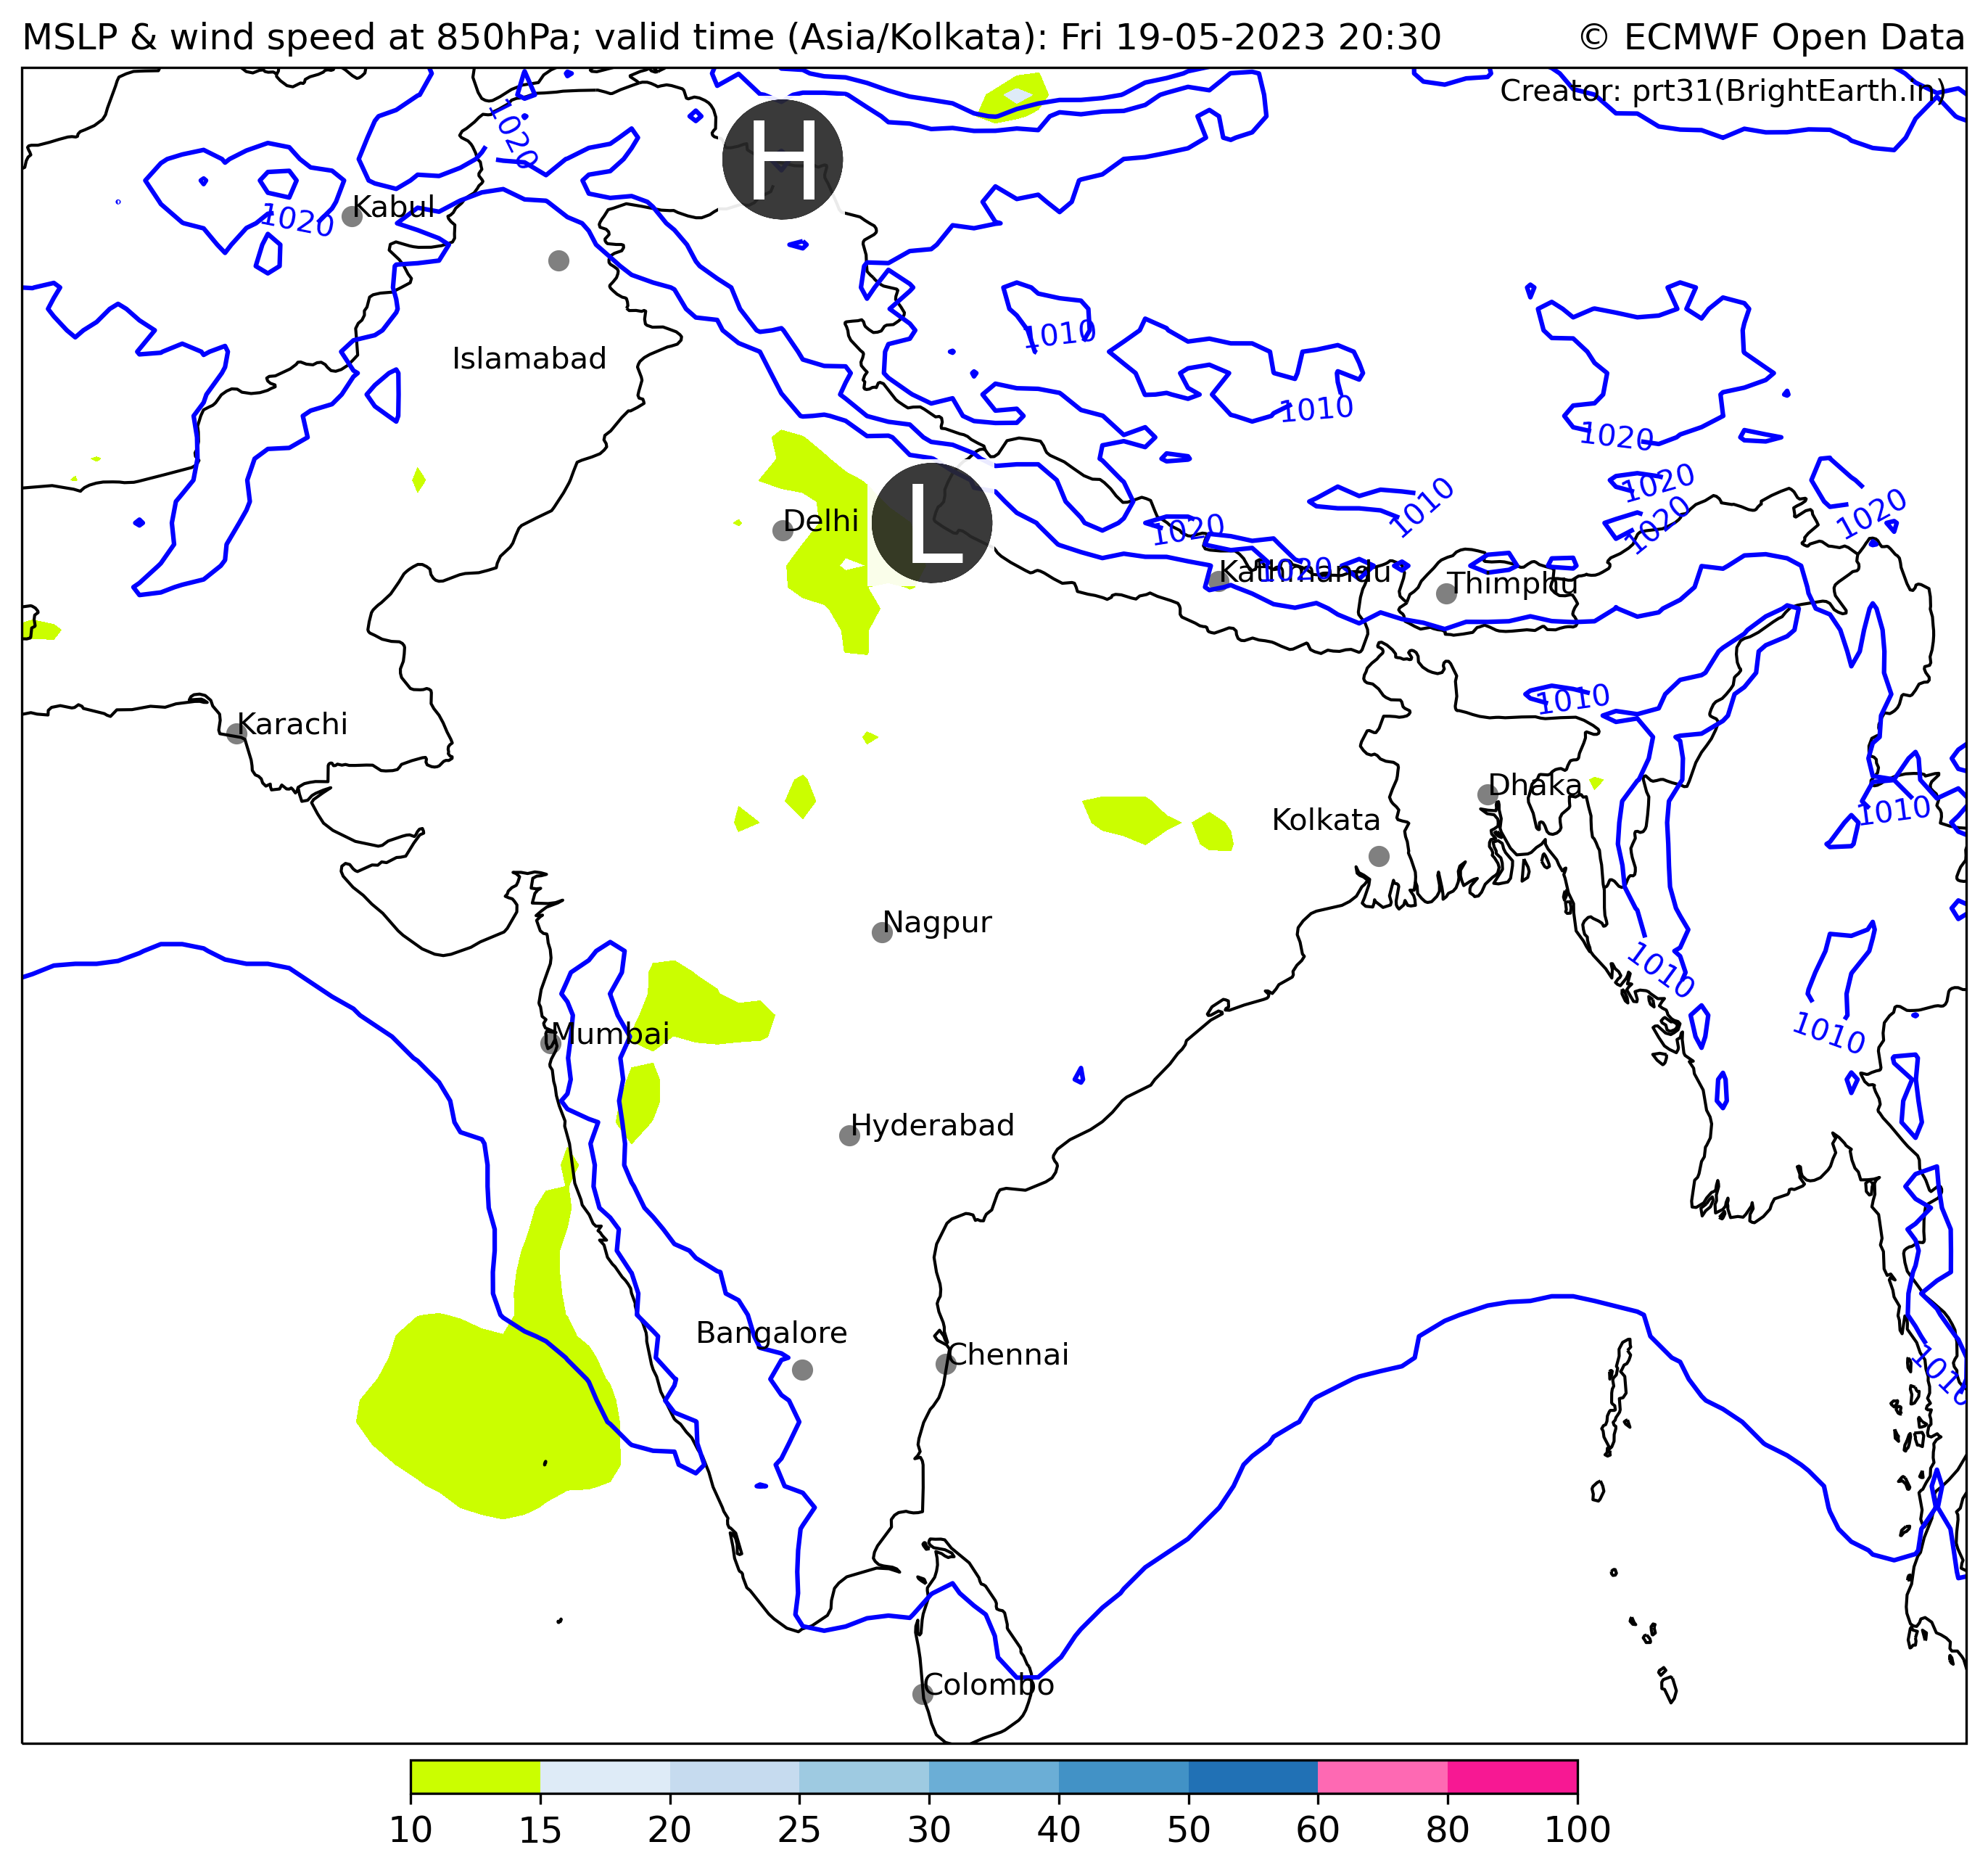 MSLP & wind speed at 850hPa; valid time (Asia/Kolkata): Fri 19-05-2023 20:30
© ECMWF Open Data
Creator: prt31(BrightEarth.in)
H
1020
Kabul
1020
1010
Islamabad
1010
1020
1020
1010
1020
1020
L
Delhi
1020
Kathmandu
1020
Thimphu
1010
Karachi
Dhaka
1010
Kolkata
Nagpur
1010
1010
Mumbai
Hyderabad
Bangalore
Chennai
1010
Colombo
10 15 20 25 30 40 50 60 80 100